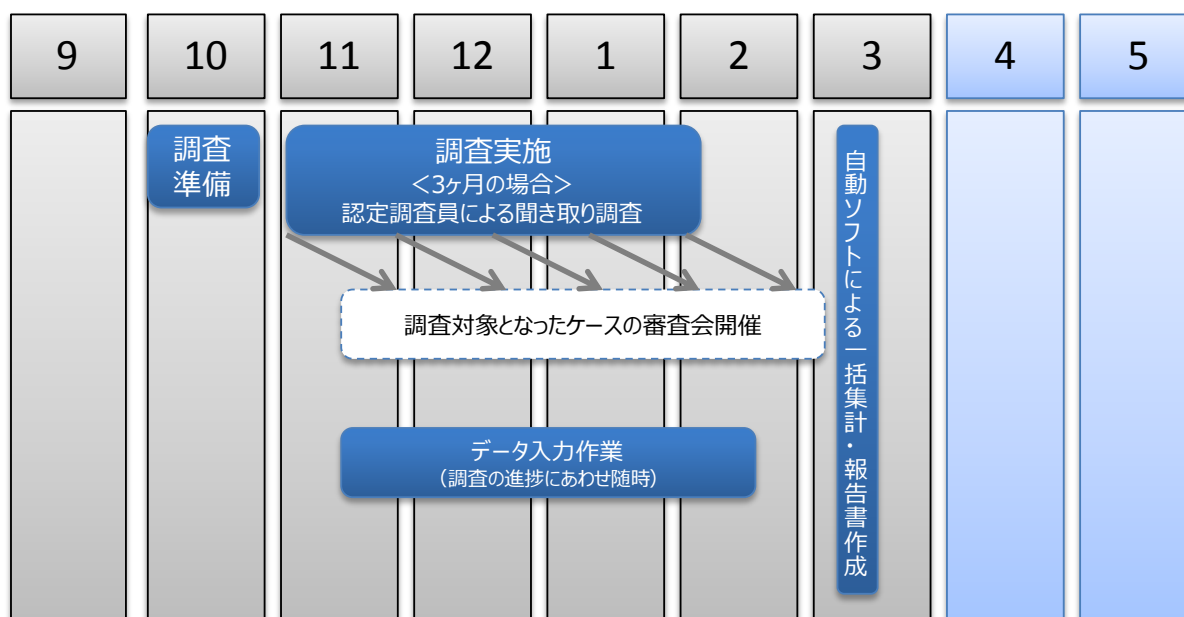 9 10 11 12 1 2 3 4 5
調査
準備
調査実施
<3ヶ月の場合>
認定調査員による聞き取り調査
調査対象となったケースの審査会開催
データ入力作業
(調査の進捗にあわせ随時)
自動ソフトによる一括集計・報告書作成